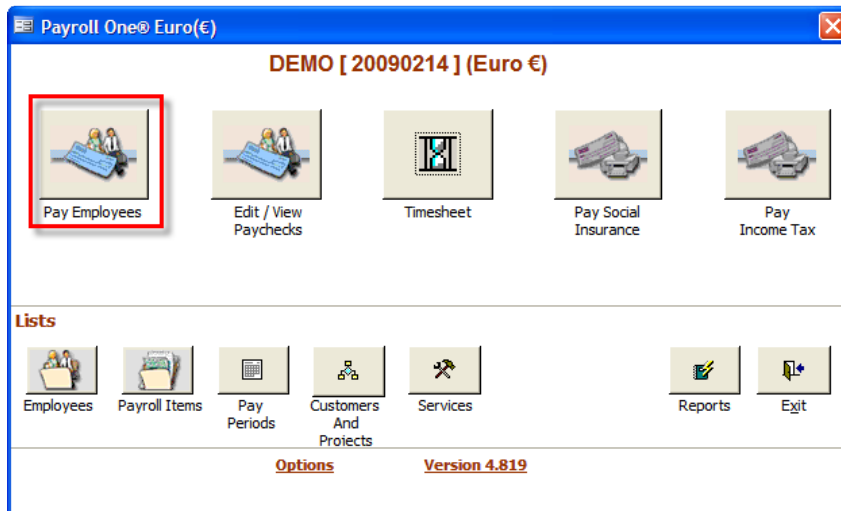 Payroll One® Euro(€)
DEMO [ 20090214 ] (Euro €)
Pay Employees
Edit / View
Paychecks
Timesheet
Pay Social
Insurance
Pay
Income Tax
Lists
Employees
Payroll Items
Pay
Periods
Customers
And
Projects
Services
Reports
Exit
Options
Version 4.819